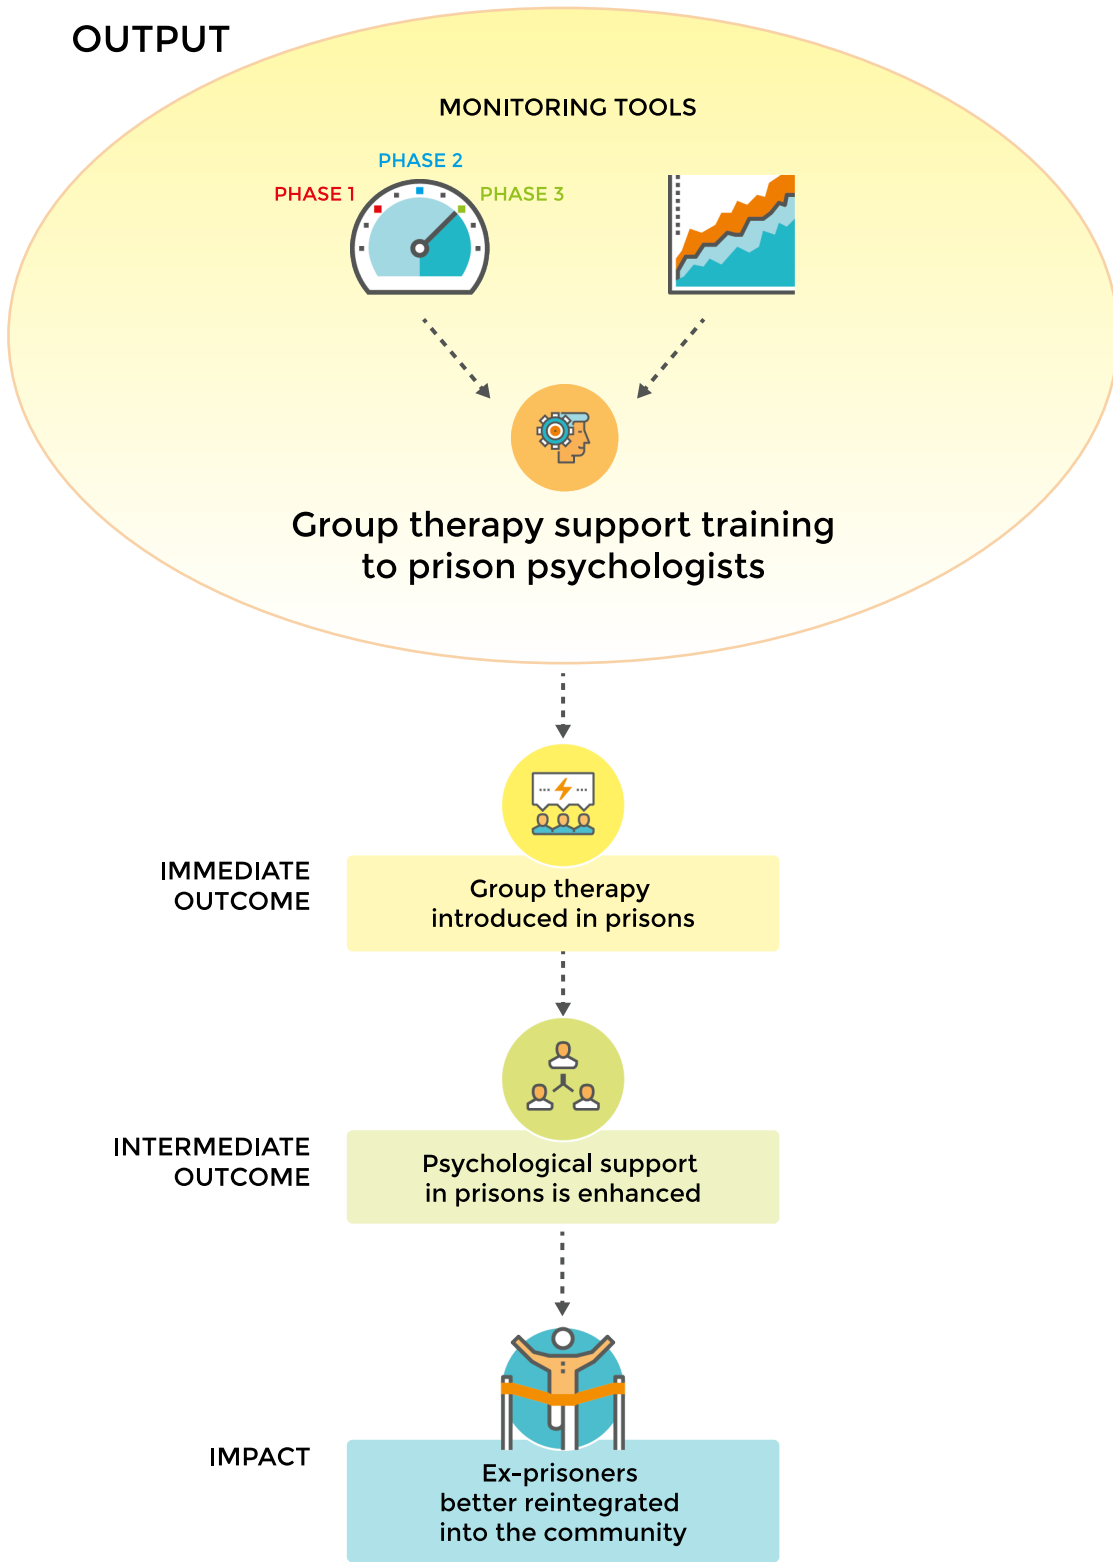 OUTPUT
MONITORING TOOLS
PHASE 2
PHASE 1
PHASE 3
Group therapy support training
to prison psychologists
IMMEDIATE
OUTCOME
Group therapy
introduced in prisons
INTERMEDIATE
OUTCOME
Psychological support
in prisons is enhanced
IMPACT
Ex-prisoners
better reintegrated
into the community